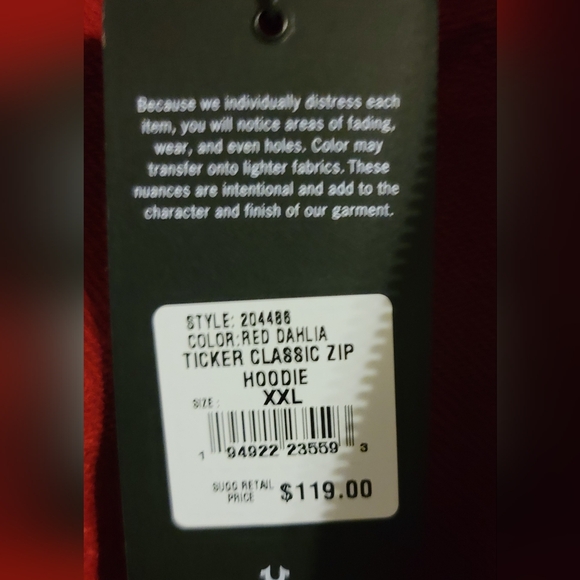 Because we individually distress each
item, you will notice areas of fading,
wear, and even holes. Color may
transfer onto lighter fabrics. These
nuances are intentional and add to the
character and finish of our garment.
STYLE: 204486
COLOR:RED DAHLIA
TICKER CLASSIC ZIP
HOODIE
SIZE: XXL
1 94922 23559 3
SUGG RETAIL
PRICE $119.00